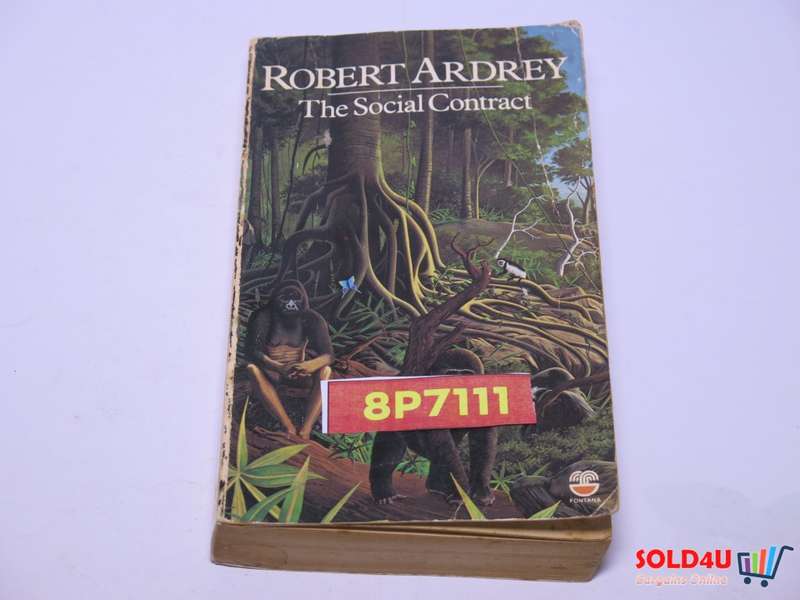 ROBERT ARDREY
The Social Contract
8P7111
FONTANA
SOLD4U
Bargains Online